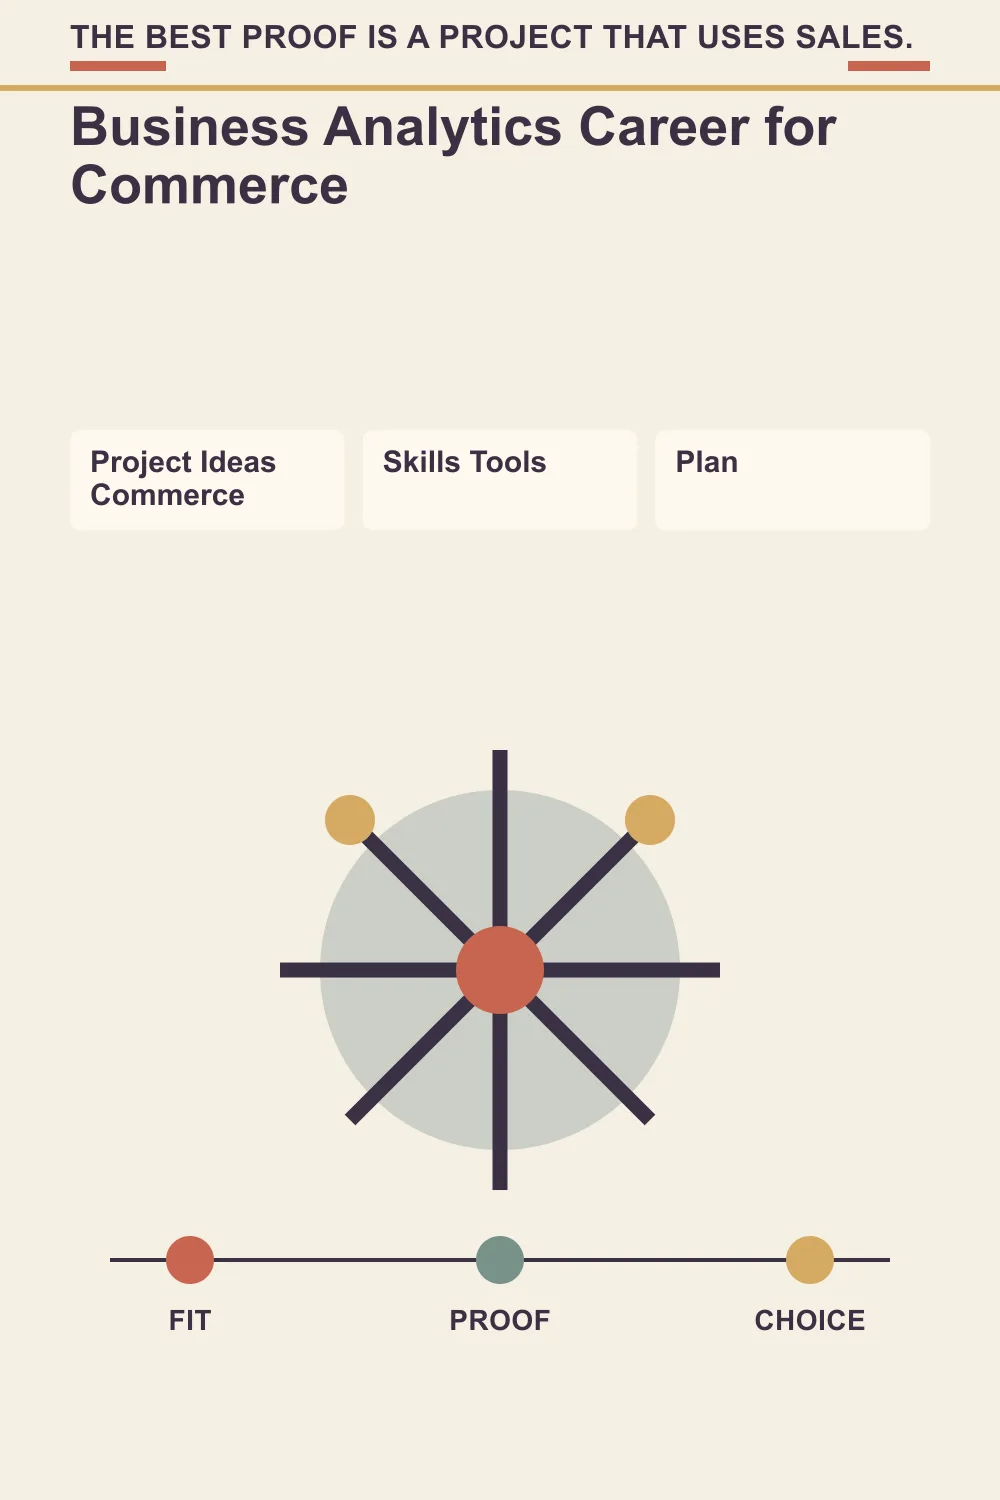 THE BEST PROOF IS A PROJECT THAT USES SALES.
Business Analytics Career for
Commerce
Project Ideas
Commerce
Skills Tools
Plan
FIT
PROOF
CHOICE